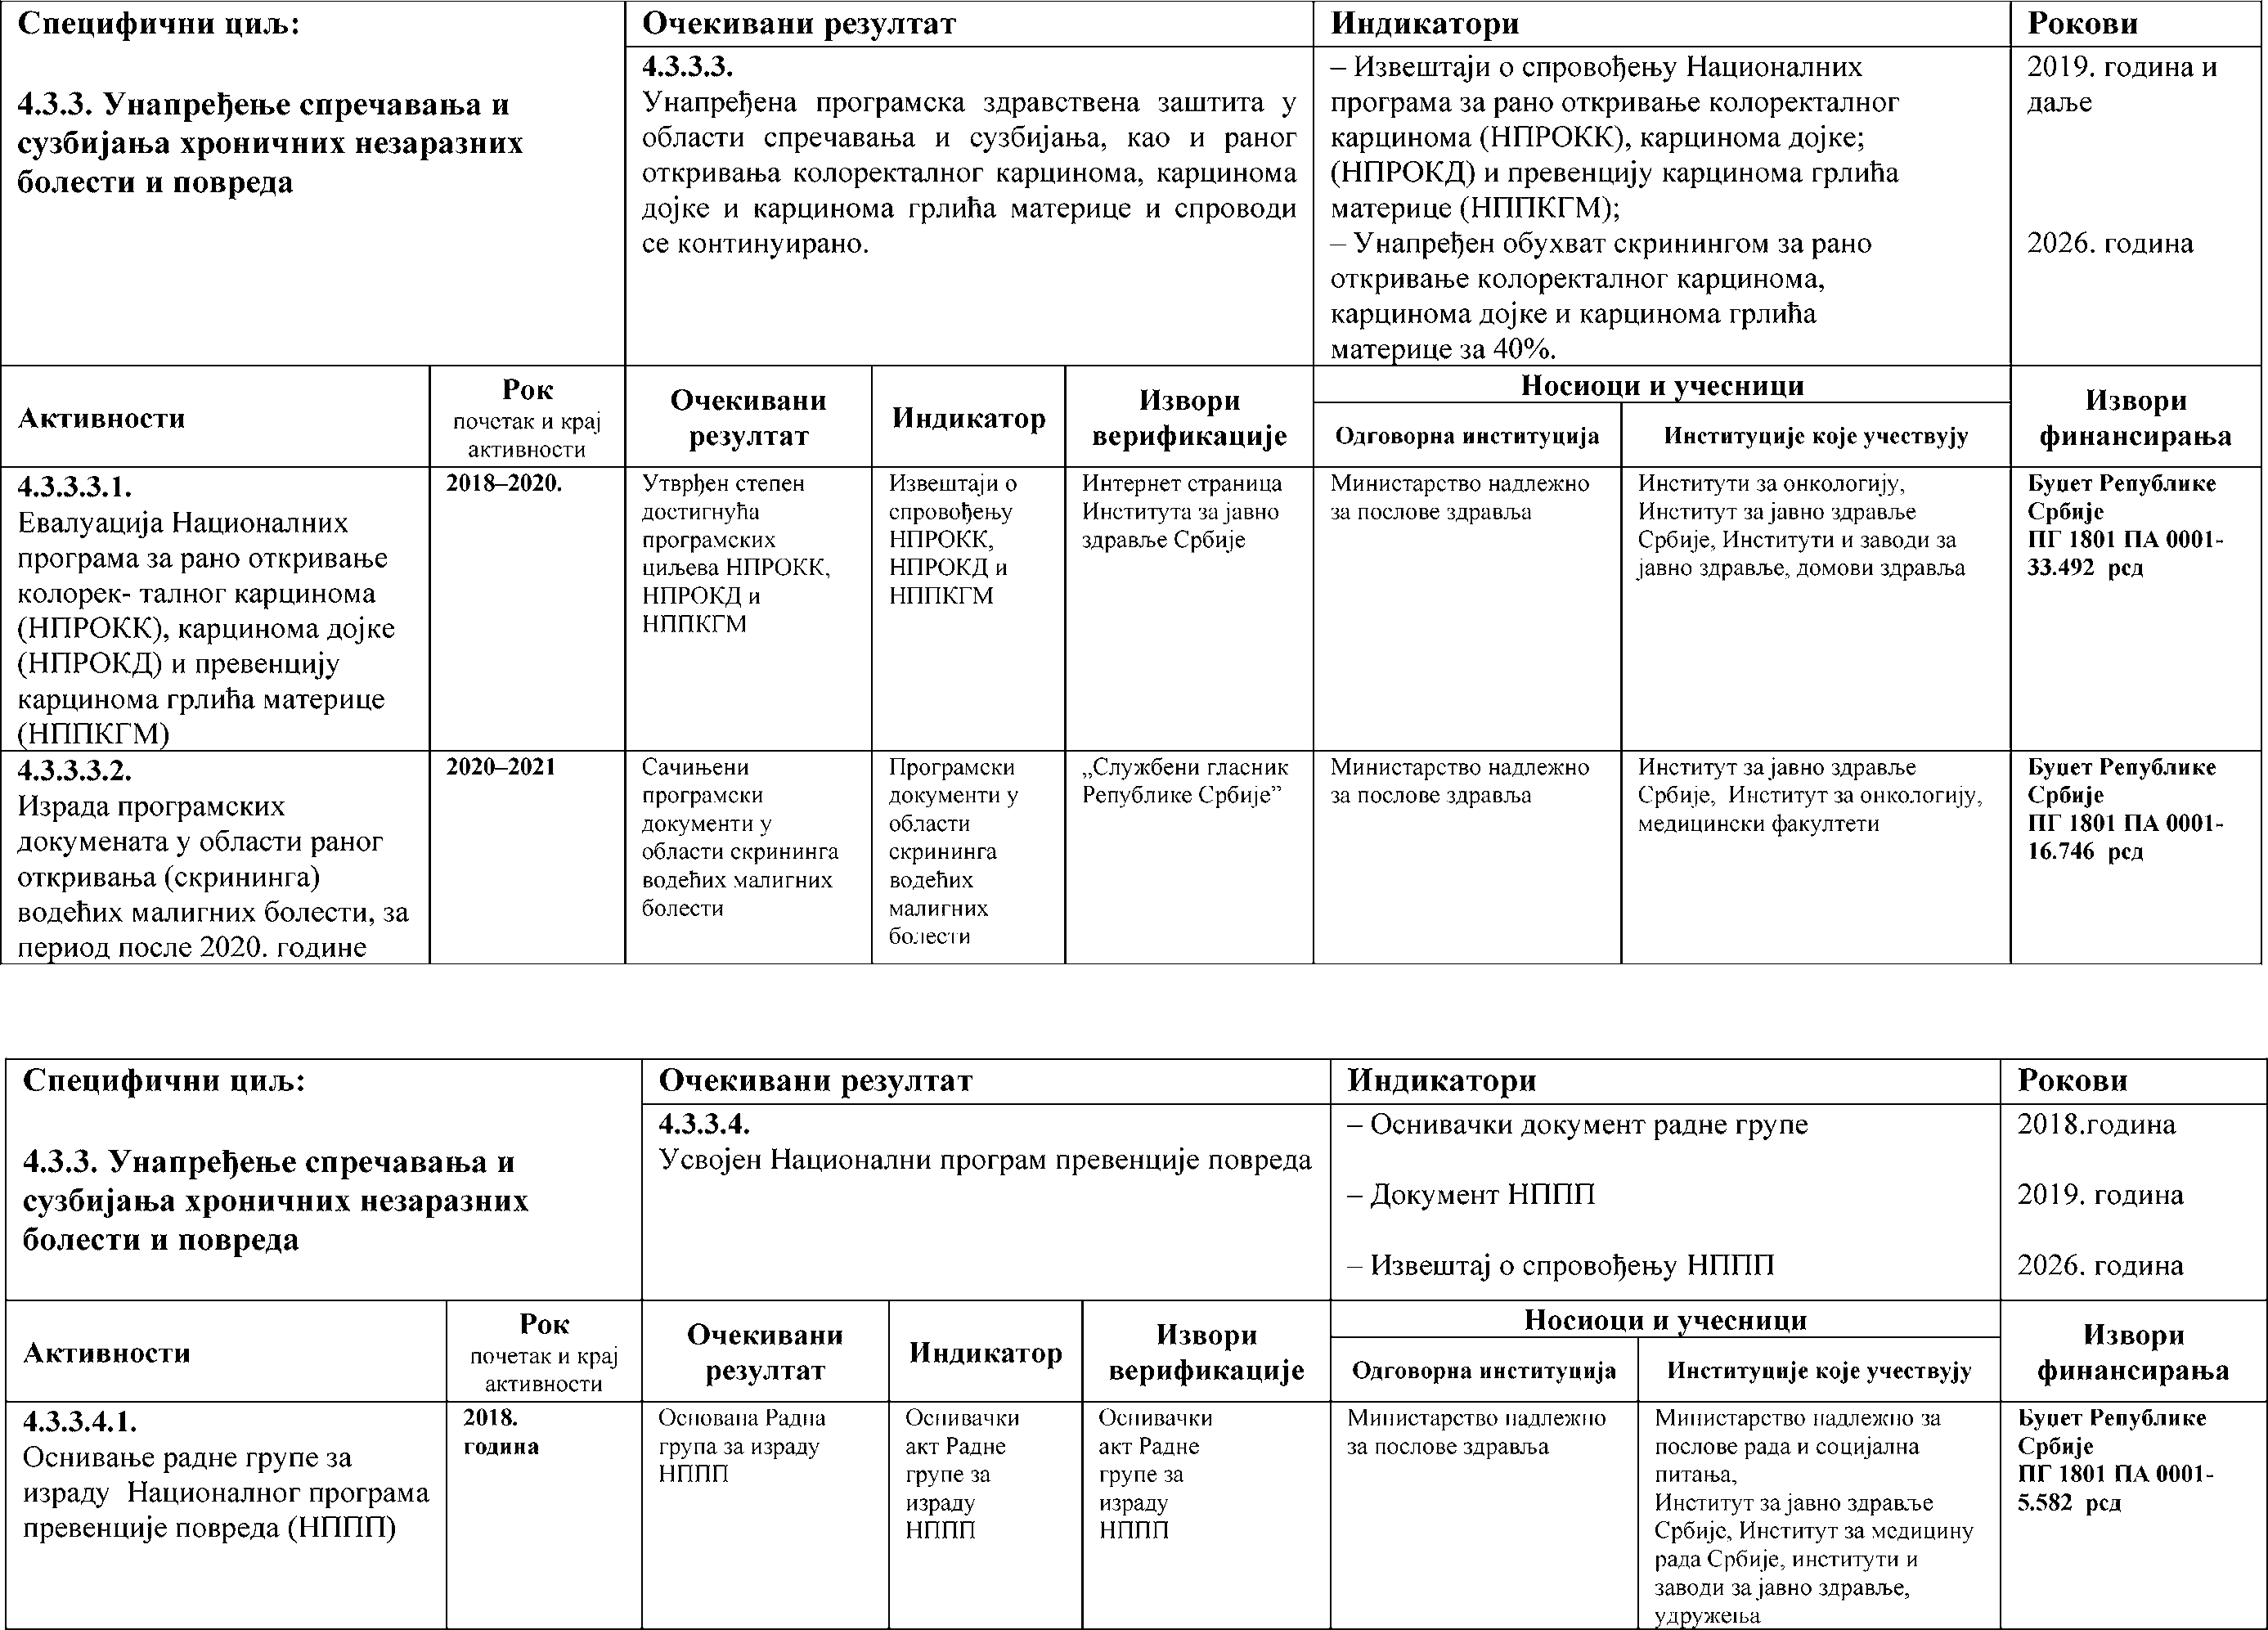 Специфични циљ:
4.3.3. Унапређење спречавања и
сузбијања хроничних незаразних
болести и повреда
Очекивани резултат
4.3.3.3.
Унапређена програмска здравствена заштита у
области спречавања и сузбијања, као и раног
откривања колоректалног карцинома, карцинома
дојке и карцинома грлића материце и спроводи
се континуирано.
Индикатори
– Извештаји о спровођењу Националних
програма за рано откривање колоректалног
карцинома (НПРОКК), карцинома дојке;
(НПРОКД) и превенцију карцинома грлића
материце (НППКГМ);
– Унапређен обухват скринингом за рано
откривање колоректалног карцинома,
карцинома дојке и карцинома грлића
материце за 40%.
Рокови
2019. година и
даље
2026. година
Активности
Рок
почетак и крај
активности
Очекивани
резултат
Индикатор
Извори
верификације
Носиоци и учесници
Одговорна институција
Институције које учествују
Извори
финансирања
4.3.3.3.1.
Евалуација Националних
програма за рано откривање
колорек- талног карцинома
(НПРОКК), карцинома дојке
(НПРОКД) и превенцију
карцинома грлића материце
(НППКГМ)
2018–2020.
Утврђен степен
достигнућа
програмских
циљева НПРОКК,
НПРОКД и
НППКГМ
Извештаји о
спровођењу
НПРОКК,
НПРОКД и
НППКГМ
Интернет страница
Института за јавно
здравље Србије
Министарство надлежно
за послове здравља
Институти за онкологију,
Институт за јавно здравље
Србије, Институти и заводи за
јавно здравље, домови здравља
Буџет Републике
Србије
ПГ 1801 ПА 0001-
33.492 рсд
4.3.3.3.2.
Израда програмских
докумената у области раног
откривања (скрининга)
водећих малигних болести, за
период после 2020. године
2020–2021
Сачињени
програмски
документи у
области скрининга
водећих малигних
болести
Програмски
документи у
области
скрининга
водећих
малигних
болести
„Службени гласник
Републике Србије”
Министарство надлежно
за послове здравља
Институт за јавно здравље
Србије, Институт за онкологију,
медицински факултети
Буџет Републике
Србије
ПГ 1801 ПА 0001-
16.746 рсд
Специфични циљ:
4.3.3. Унапређење спречавања и
сузбијања хроничних незаразних
болести и повреда
Очекивани резултат
4.3.3.4.
Усвојен Национални програм превенције повреда
Индикатори
– Оснивачки документ радне групе
– Документ НППП
– Извештај о спровођењу НППП
Рокови
2018.година
2019. година
2026. година
Активности
Рок
почетак и крај
активности
Очекивани
резултат
Индикатор
Извори
верификације
Носиоци и учесници
Одговорна институција
Институције које учествују
Извори
финансирања
4.3.3.4.1.
Оснивање радне групе за
израду Националног програма
превенције повреда (НППП)
2018.
година
Основана Радна
група за израду
НППП
Оснивачки
акт Радне
групе за
израду
НППП
Оснивачки
акт Радне
групе за
израду
НППП
Министарство надлежно
за послове здравља
Министарство надлежно за
послове рада и социјална
питања,
Институт за јавно здравље
Србије, Институт за медицину
рада Србије, институти и
заводи за јавно здравље,
удружења
Буџет Републике
Србије
ПГ 1801 ПА 0001-
5.582 рсд